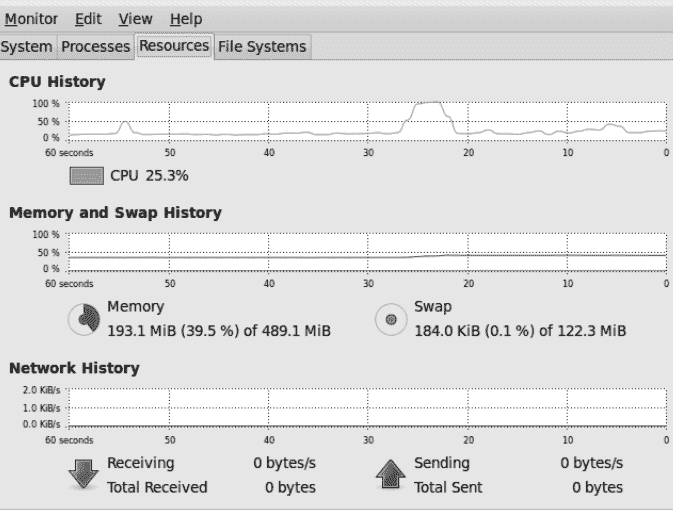 Monitor Edit View Help
System Processes Resources File Systems
CPU History
100 %
50 %
0 %
60 seconds 50 40 30 20 10 0
CPU 25.3%
Memory and Swap History
100 %
50 %
0 %
60 seconds 50 40 30 20 10 0
Memory Swap
193.1 MiB (39.5 %) of 489.1 MiB 184.0 KiB (0.1 %) of 122.3 MiB
Network History
2.0 KiB/s
1.0 KiB/s
0.0 KiB/s
60 seconds 50 40 30 20 10 0
Receiving 0 bytes/s Sending 0 bytes/s
Total Received 0 bytes Total Sent 0 bytes